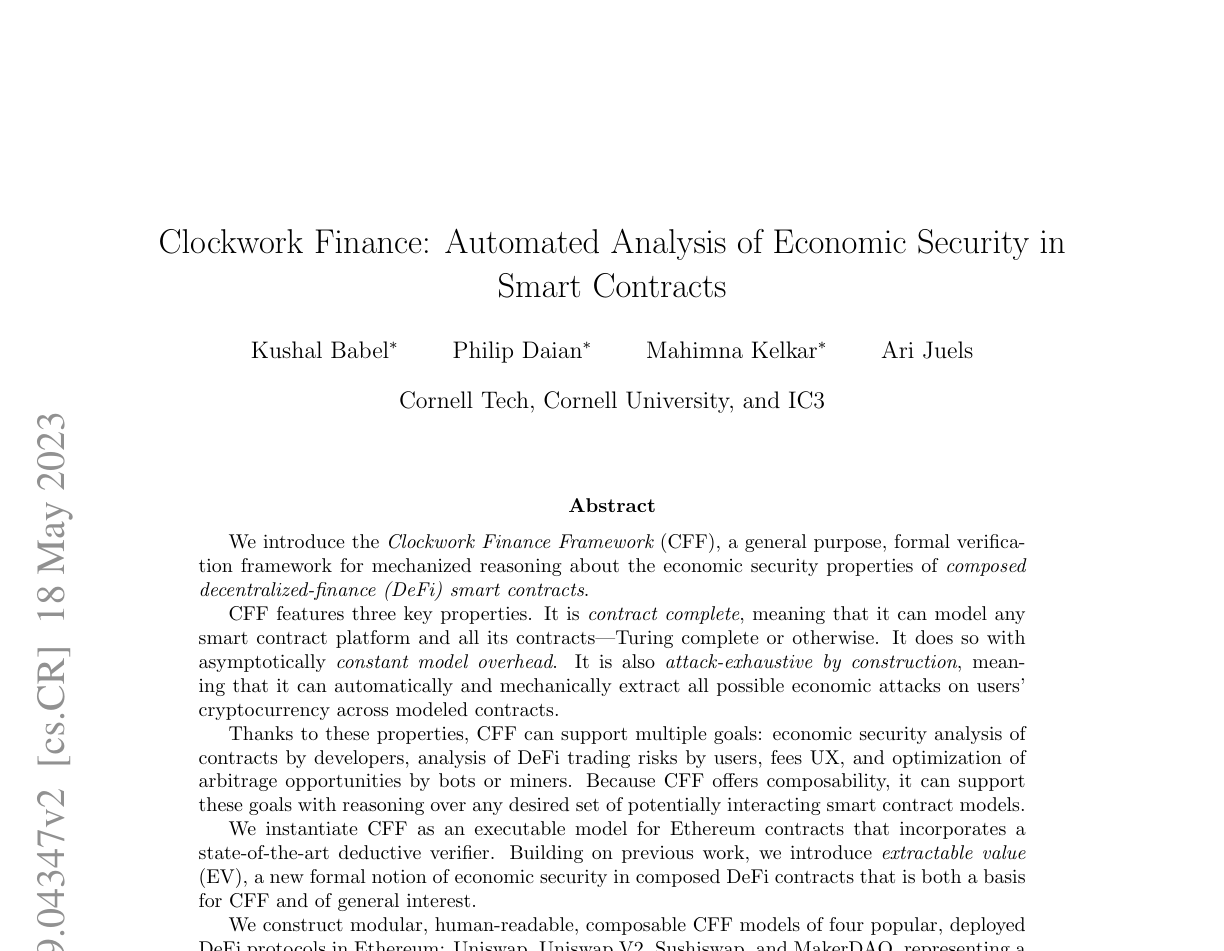 Clockwork Finance: Automated Analysis of Economic Security in
Smart Contracts
Kushal Babel* Philip Daian* Mahimna Kelkar* Ari Juels
Cornell Tech, Cornell University, and IC3
Abstract
We introduce the Clockwork Finance Framework (CFF), a general purpose, formal verifica-
tion framework for mechanized reasoning about the economic security properties of composed
decentralized-finance (DeFi) smart contracts.
CFF features three key properties. It is contract complete, meaning that it can model any
smart contract platform and all its contracts—Turing complete or otherwise. It does so with
asymptotically constant model overhead. It is also attack-exhaustive by construction, mean-
ing that it can automatically and mechanically extract all possible economic attacks on users’
cryptocurrency across modeled contracts.
Thanks to these properties, CFF can support multiple goals: economic security analysis of
contracts by developers, analysis of DeFi trading risks by users, fees UX, and optimization of
arbitrage opportunities by bots or miners. Because CFF offers composability, it can support
these goals with reasoning over any desired set of potentially interacting smart contract models.
We instantiate CFF as an executable model for Ethereum contracts that incorporates a
state-of-the-art deductive verifier. Building on previous work, we introduce extractable value
(EV), a new formal notion of economic security in composed DeFi contracts that is both a basis
for CFF and of general interest.
We construct modular, human-readable, composable CFF models of four popular, deployed
DeFi protocols in Ethereum: Uniswap, Uniswap V2, Sushiswap, and MakerDAO, representing a
9.04347v2 [cs.CR] 18 May 2023